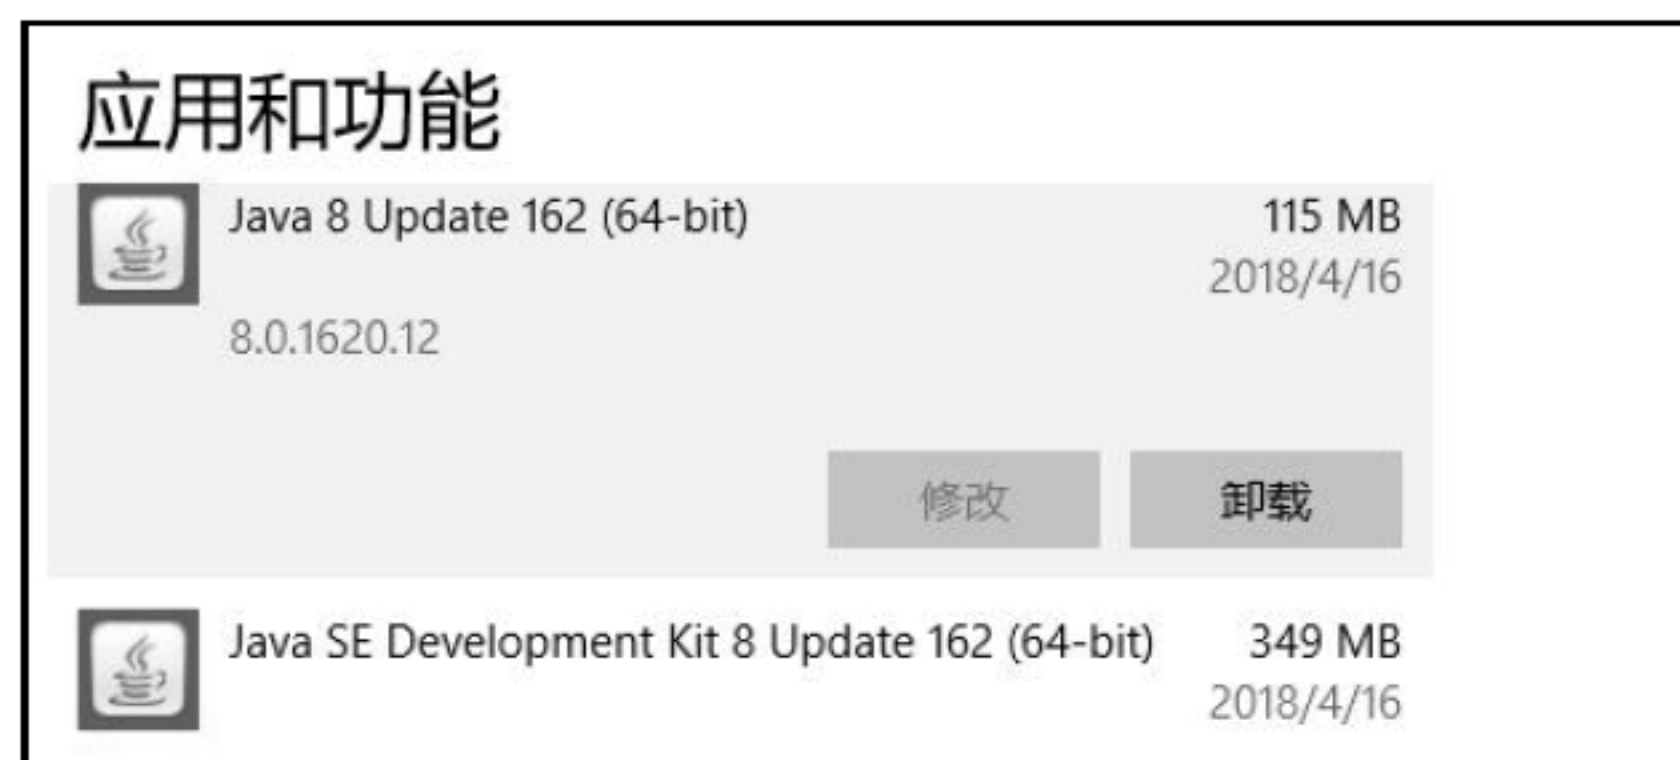 应用和功能
Java 8 Update 162 (64-bit) 115 MB
2018/4/16
8.0.1620.12
修改 卸载
Java SE Development Kit 8 Update 162 (64-bit) 349 MB
2018/4/16